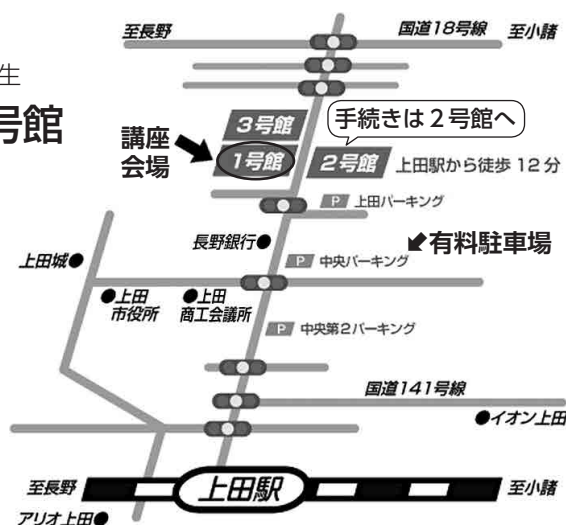 至長野
国道18号線
至小諸
生
号館
3号館
手続きは2号館へ
講座
会場
1号館
2号館
上田駅から徒歩12分
P 上田パーキング
長野銀行
有料駐車場
P 中央パーキング
上田城
上田
市役所
上田
商工会議所
P 中央第2パーキング
国道141号線
イオン上田
至長野
上田駅
至小諸
アリオ上田